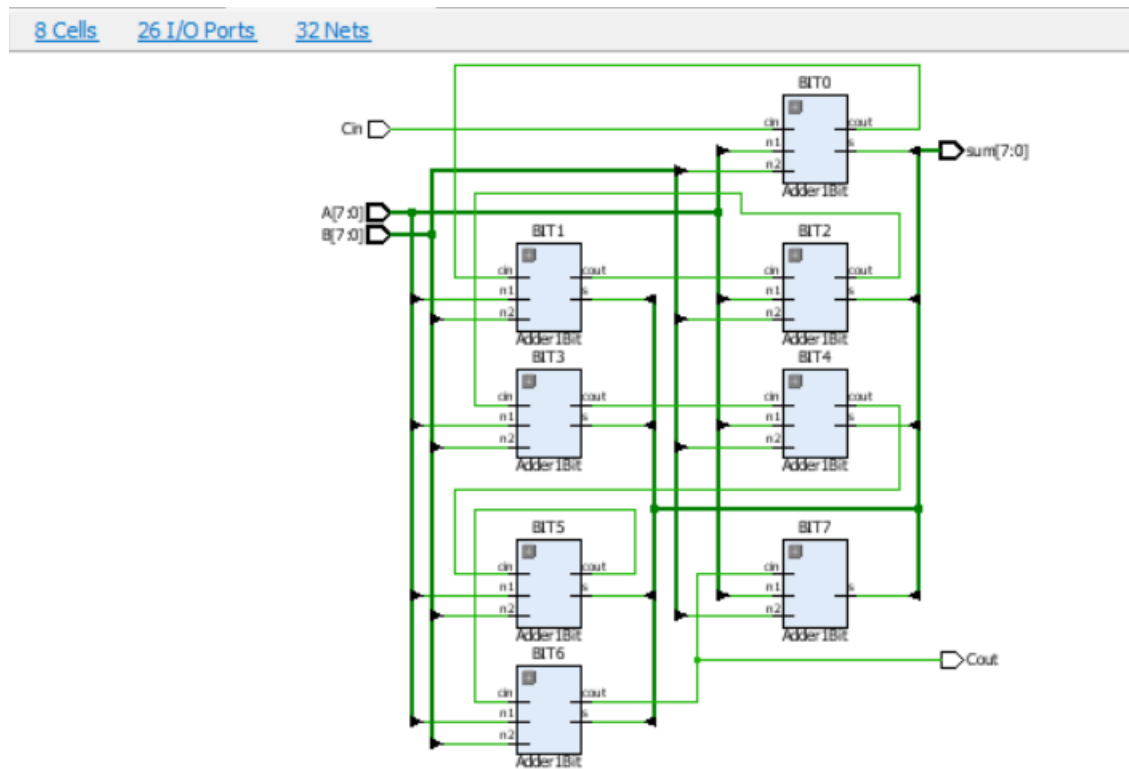 8 Cells 26 I/O Ports 32 Nets
BIT0
Cin
cin
cout
n1
s
sum[7:0]
n2
Adder1Bit
A[7:0]
B[7:0]
BIT1
BIT2
cin
cout
cin
cout
n1
s
n1
s
n2
n2
Adder1Bit
Adder1Bit
BIT3
BIT4
cin
cout
cin
cout
n1
s
n1
s
n2
n2
Adder1Bit
Adder1Bit
BIT5
BIT7
cin
cout
cin
n1
s
n1
s
n2
n2
Adder1Bit
Adder1Bit
BIT6
Cout
cin
cout
n1
s
n2
Adder1Bit